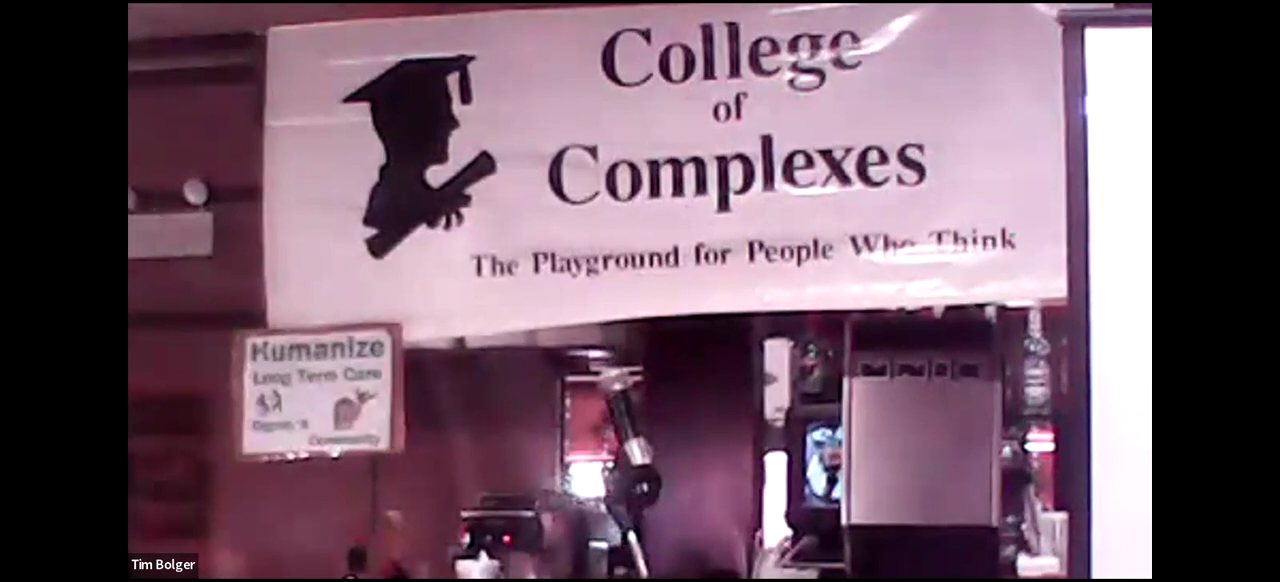 College
of
Complexes
The Playground for People Who Think
Humanize
Long Term Care
Community
Tim Bolger